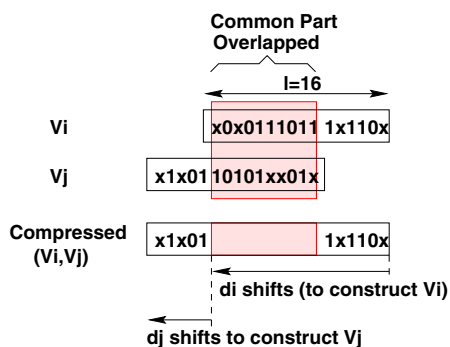 Common Part
Overlapped
l=16
Vi x0x0111011 1x110x
Vj x1x01 10101xx01x
Compressed x1x01 1x110x
(Vi,Vj)
di shifts (to construct Vi)
dj shifts to construct Vj